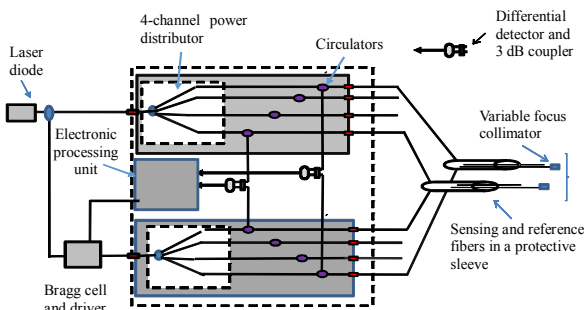 4-channel power
distributor
Differential
detector and
3 dB coupler
Circulators
Laser
diode
Variable focus
collimator
Electronic
processing
unit
Sensing and reference
fibers in a protective
sleeve
Bragg cell
and driver